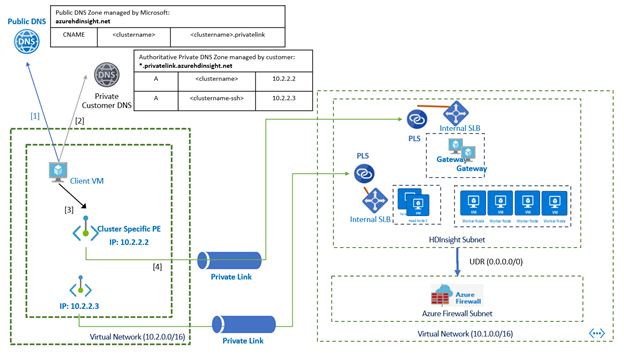 Public DNS Zone managed by Microsoft:
azurehdinsight.net
CNAME <clustername> <clustername>.privatelink
Public DNS
DNS
Authoritative Private DNS Zone managed by customer:
*.privatelink.azurehdinsight.net
A <clustername> 10.2.2.2
A <clustername-ssh> 10.2.2.3
DNS
Private
Customer DNS
[1]
[2]
Client VM
[3]
Cluster Specific PE
IP: 10.2.2.2
[4]
Private Link
IP: 10.2.2.3
Private Link
Virtual Network (10.2.0.0/16)
PLS
Internal SLB
Gateway
Gateway
PLS
Internal SLB
VM
Head Node 2
VM VM VM VM
Worker Node Worker Node Worker Node Worker Node
HDInsight Subnet
UDR (0.0.0.0/0)
Azure
Firewall
Azure Firewall Subnet
Virtual Network (10.1.0.0/16)